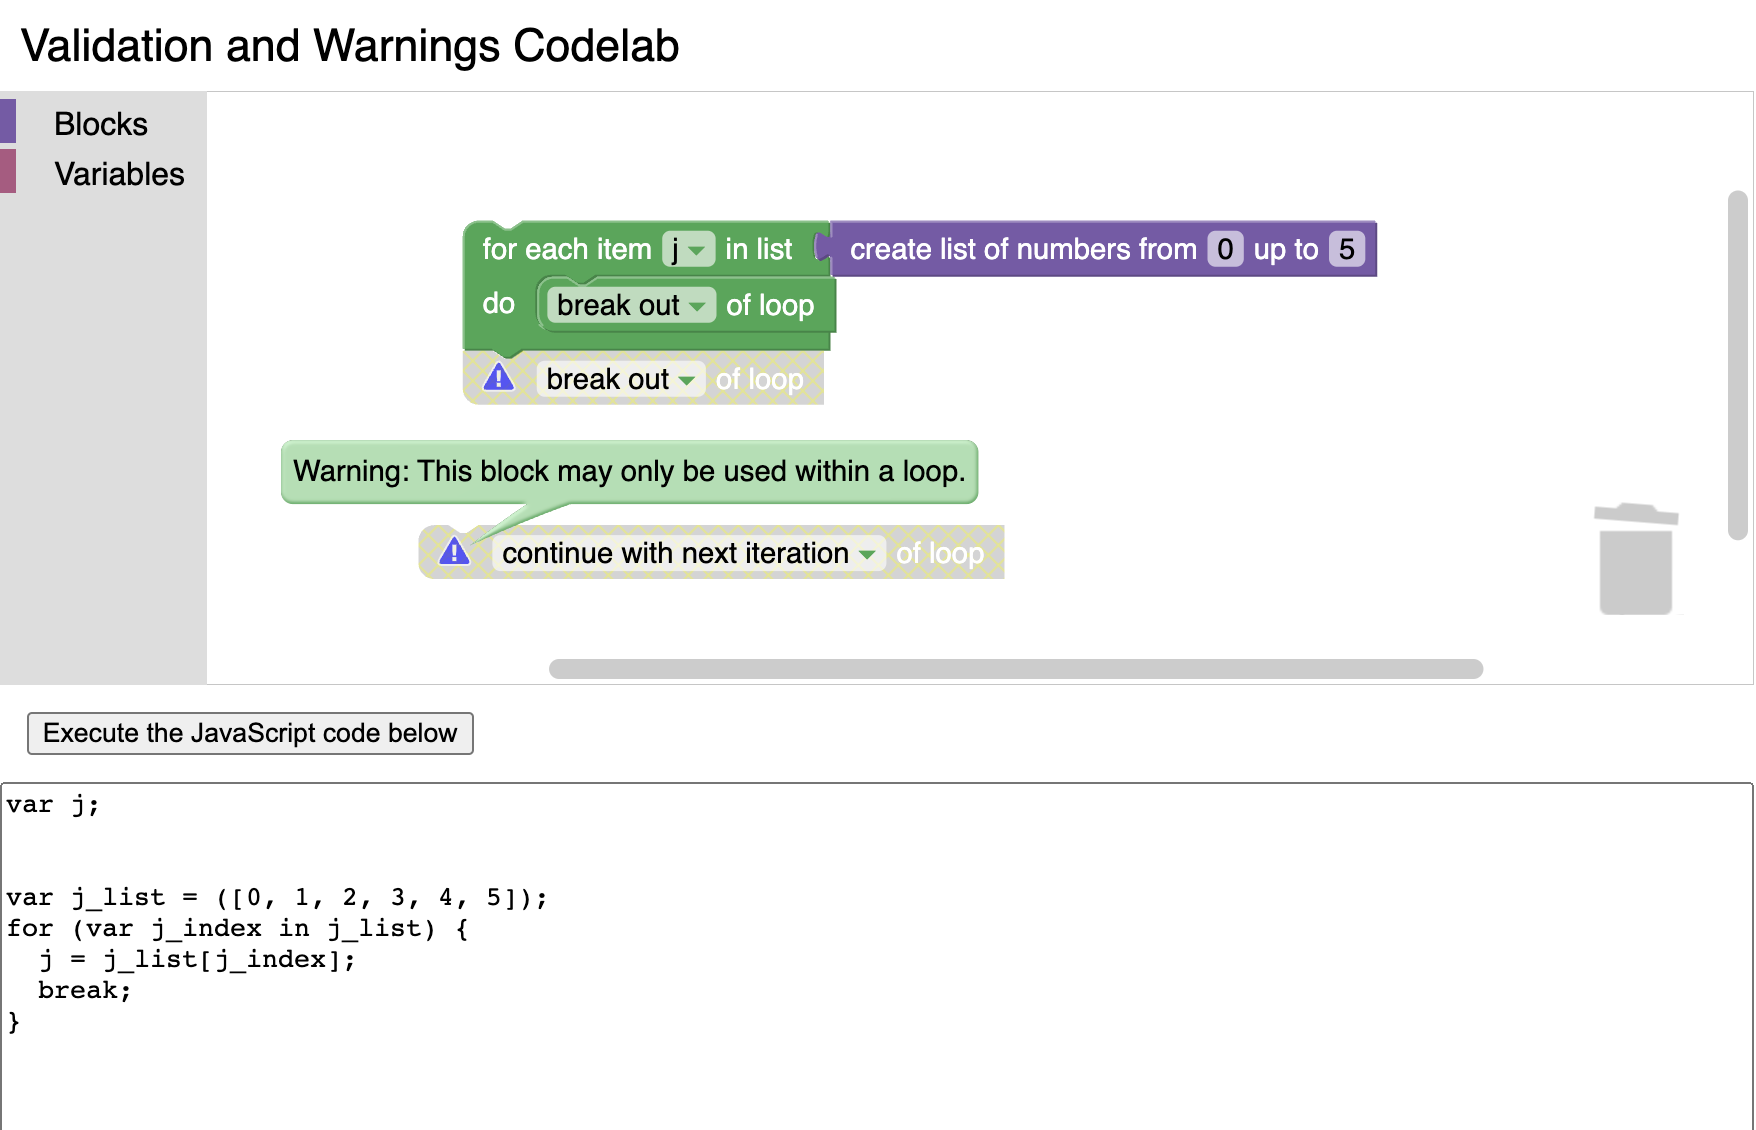 Validation and Warnings Codelab
Blocks
Variables
for each item j in list create list of numbers from 0 up to 5
do break out of loop
break out of loop
Warning: This block may only be used within a loop.
continue with next iteration of loop
Execute the JavaScript code below
var j;
var j_list = ([0, 1, 2, 3, 4, 5]);
for (var j_index in j_list) {
  j = j_list[j_index];
  break;
}